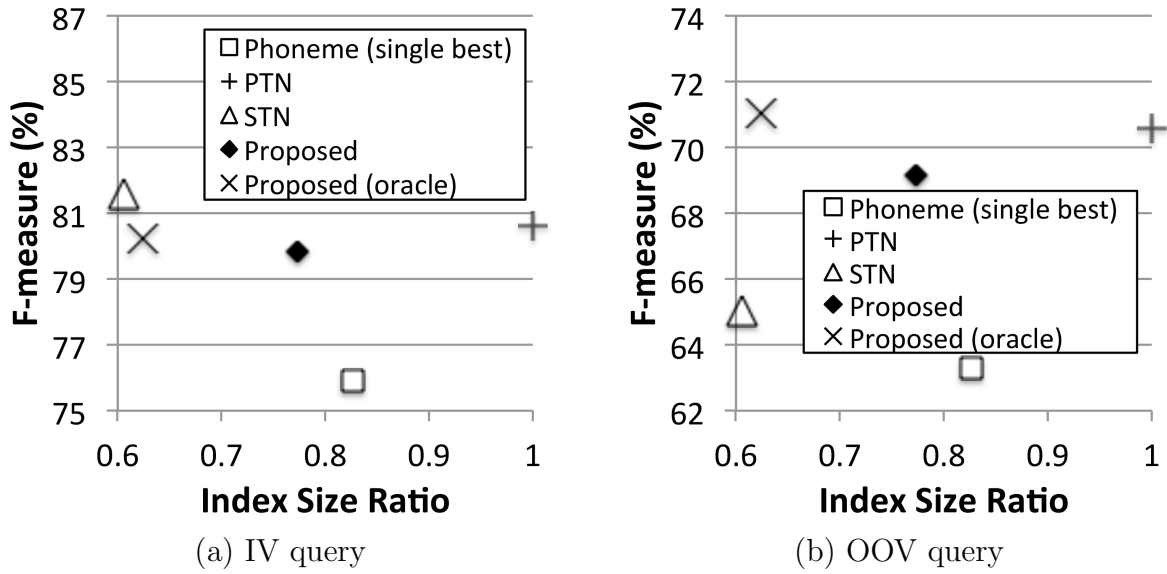 87
85
83
81
79
77
75
F-measure (%)
Phoneme (single best)
PTN
STN
Proposed
Proposed (oracle)
0.6 0.7 0.8 0.9 1
Index Size Ratio
(a) IV query
74
72
70
68
66
64
62
F-measure (%)
Phoneme (single best)
PTN
STN
Proposed
Proposed (oracle)
0.6 0.7 0.8 0.9 1
Index Size Ratio
(b) OOV query